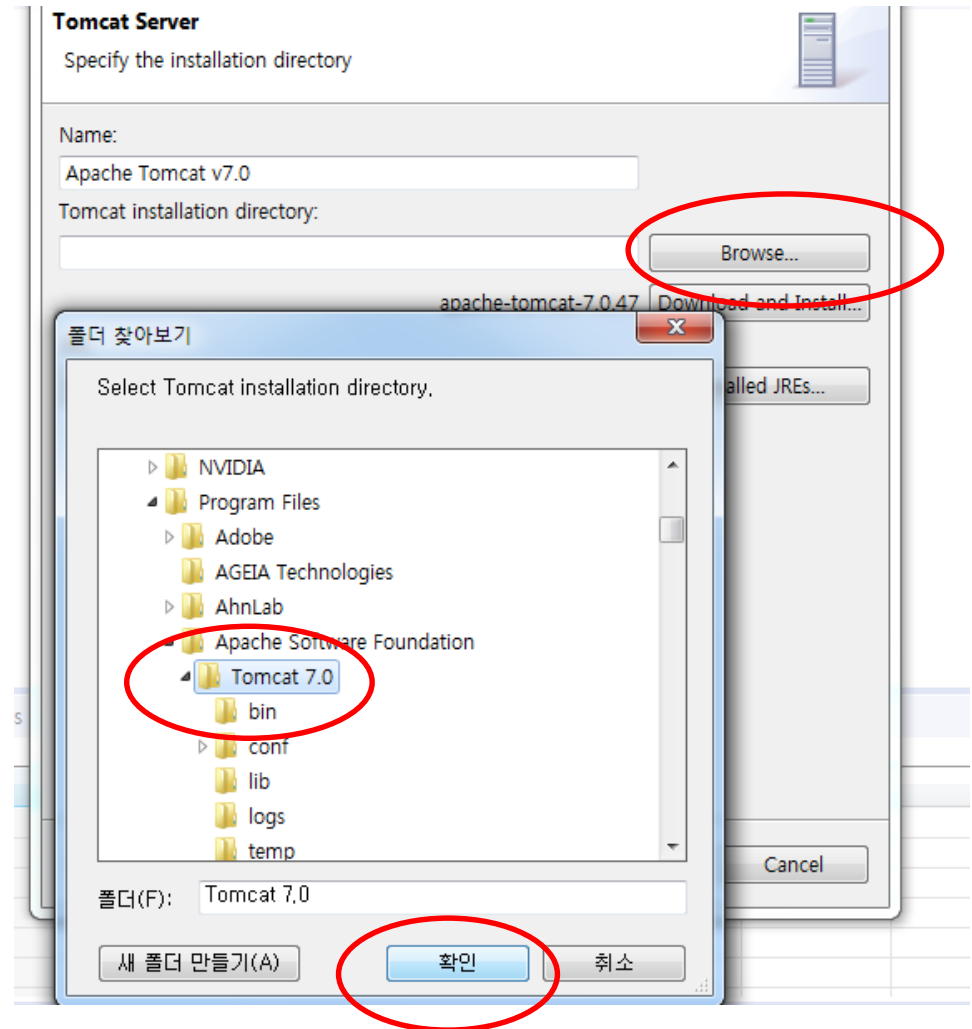 Tomcat Server
Specify the installation directory
Name:
Apache Tomcat v7.0
Tomcat installation directory:
Browse...
apache-tomcat-7.0.47 Download and Install...
폴더 찾아보기
Select Tomcat installation directory.
alled JREs...
NVIDIA
Program Files
Adobe
AGEIA Technologies
AhnLab
Apache Software Foundation
Tomcat 7.0
bin
s
conf
lib
logs
temp
Cancel
폴더(F): Tomcat 7.0
새 폴더 만들기(A) 확인 취소